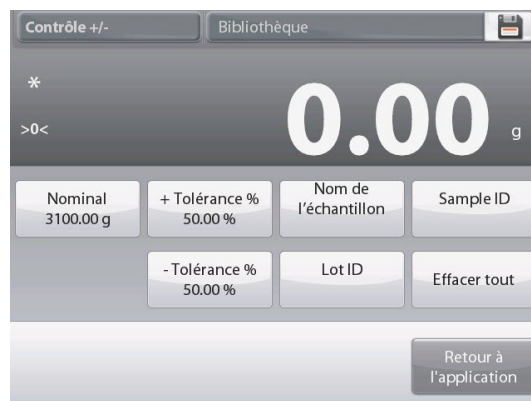 Contrôle +/-
Bibliothèque
*
>0<
0.00 g
Nominal
3100.00 g
+ Tolérance %
50.00 %
Nom de
l'échantillon
Sample ID
- Tolérance %
50.00 %
Lot ID
Effacer tout
Retour à
l'application